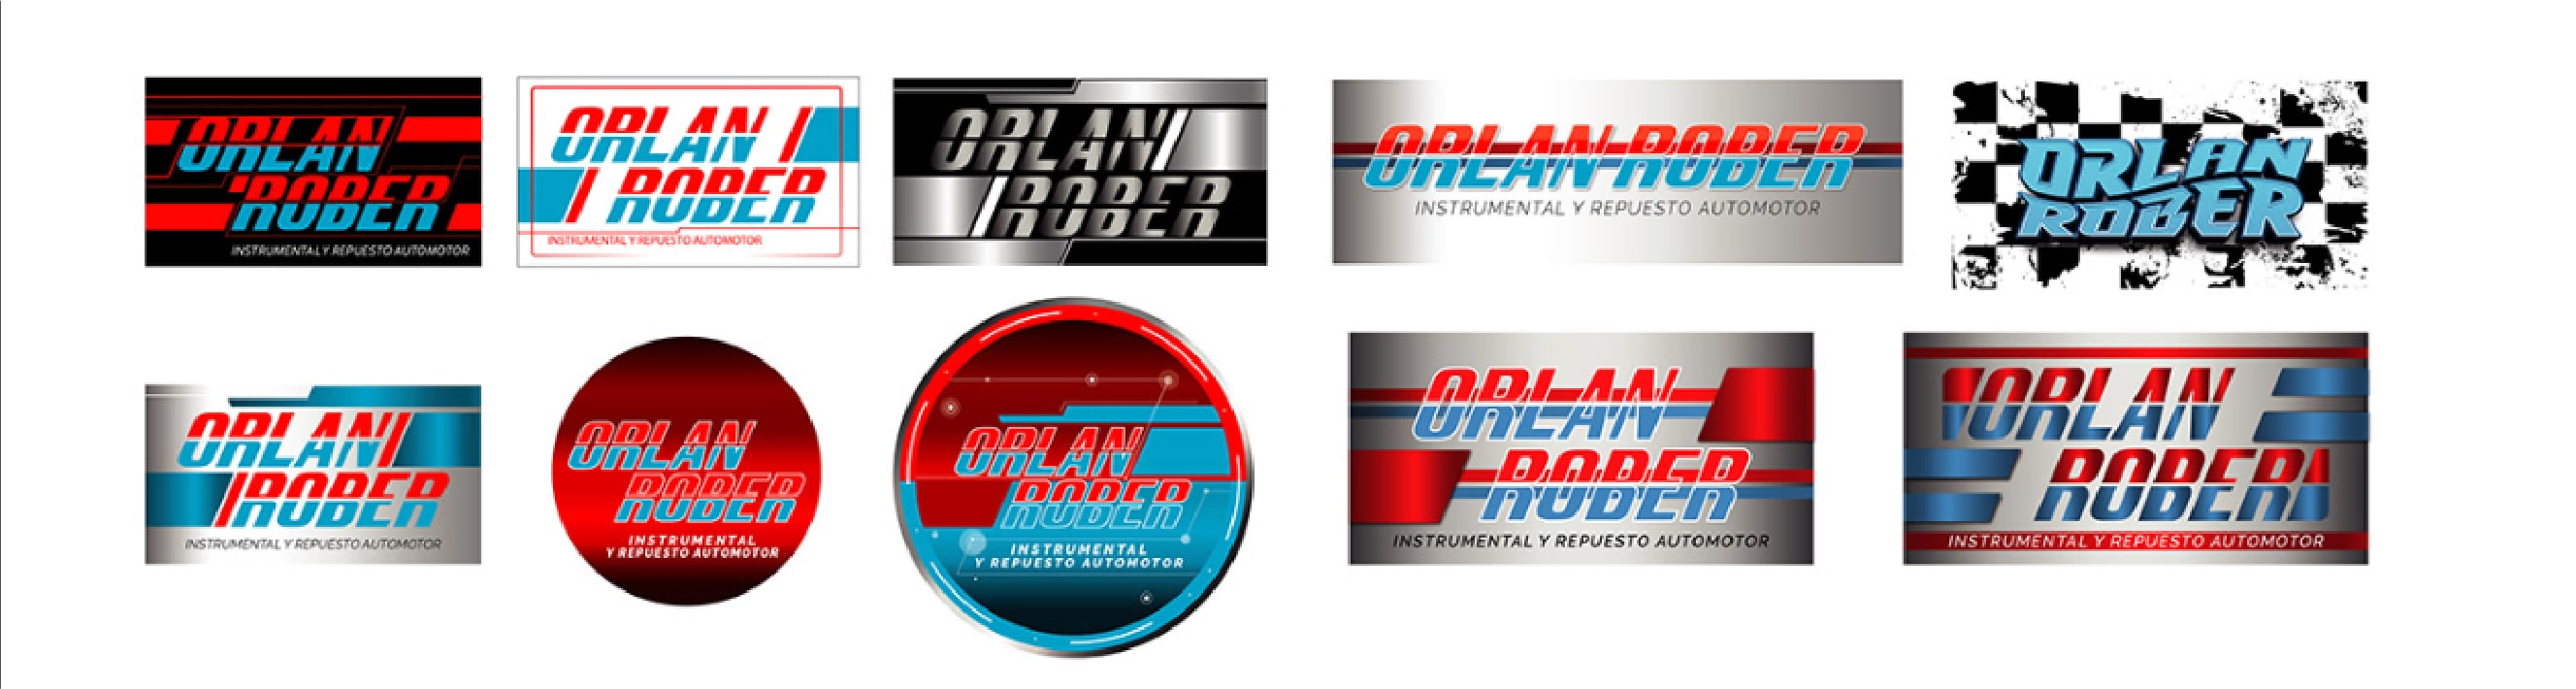 ORLAN
ROBER
INSTRUMENTAL Y REPUESTO AUTOMOTOR
ORLAN
ROBER
INSTRUMENTAL Y REPUESTO AUTOMOTOR
ORLAN
ROBER
ORLAN ROBER
INSTRUMENTAL Y REPUESTO AUTOMOTOR
ORLAN
ROBER
ORLAN
ROBER
INSTRUMENTAL Y REPUESTO AUTOMOTOR
ORLAN
ROBER
INSTRUMENTAL
Y REPUESTO AUTOMOTOR
ORLAN
ROBER
INSTRUMENTAL
Y REPUESTO AUTOMOTOR
ORLAN
ROBER
INSTRUMENTAL Y REPUESTO AUTOMOTOR
ORLAN
ROBER
INSTRUMENTAL Y REPUESTO AUTOMOTOR